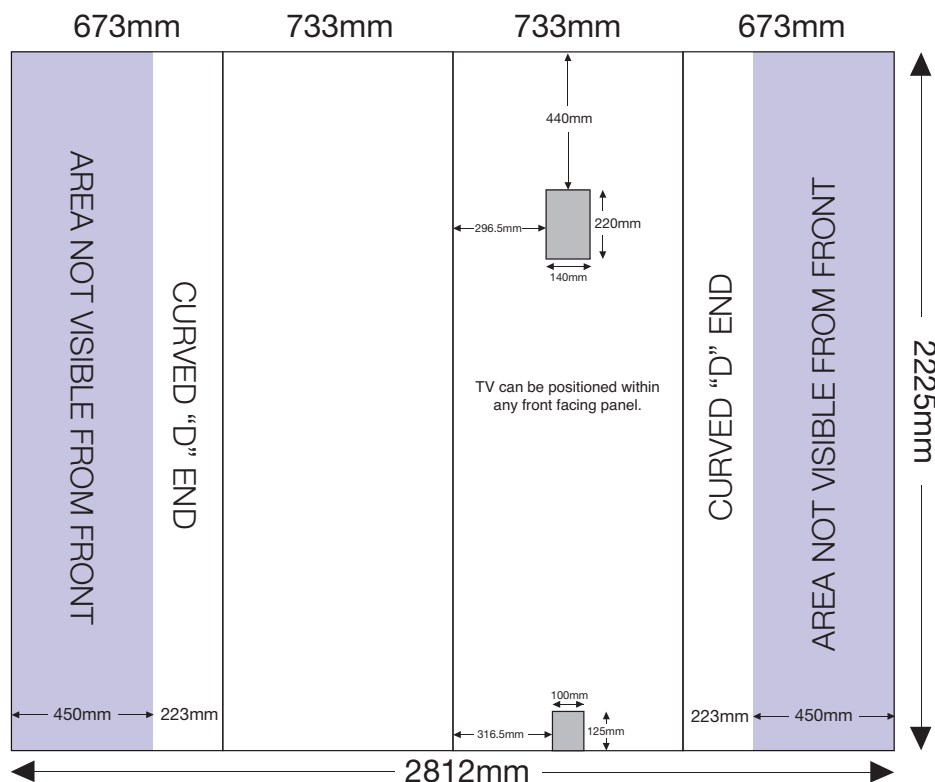 673mm
733mm
733mm
673mm
440mm
296.5mm
220mm
140mm
AREA NOT VISIBLE FROM FRONT
CURVED “D” END
TV can be positioned within
any front facing panel.
CURVED “D” END
AREA NOT VISIBLE FROM FRONT
2225mm
450mm
223mm
100mm
316.5mm
125mm
223mm
450mm
2812mm